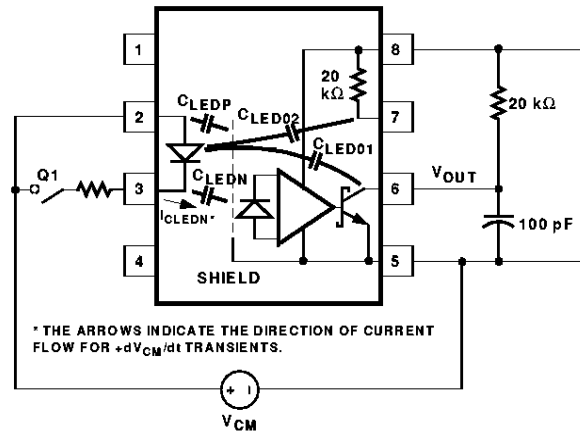 1
8
20
kΩ
CLEDP
2
CLED02
7
20 kΩ
CLED01
Q1
CLEDN
3
6
VOUT
ICLEDN*
100 pF
4
SHIELD
5
* THE ARROWS INDICATE THE DIRECTION OF CURRENT
FLOW FOR +dVCM/dt TRANSIENTS.
+ –
VCM